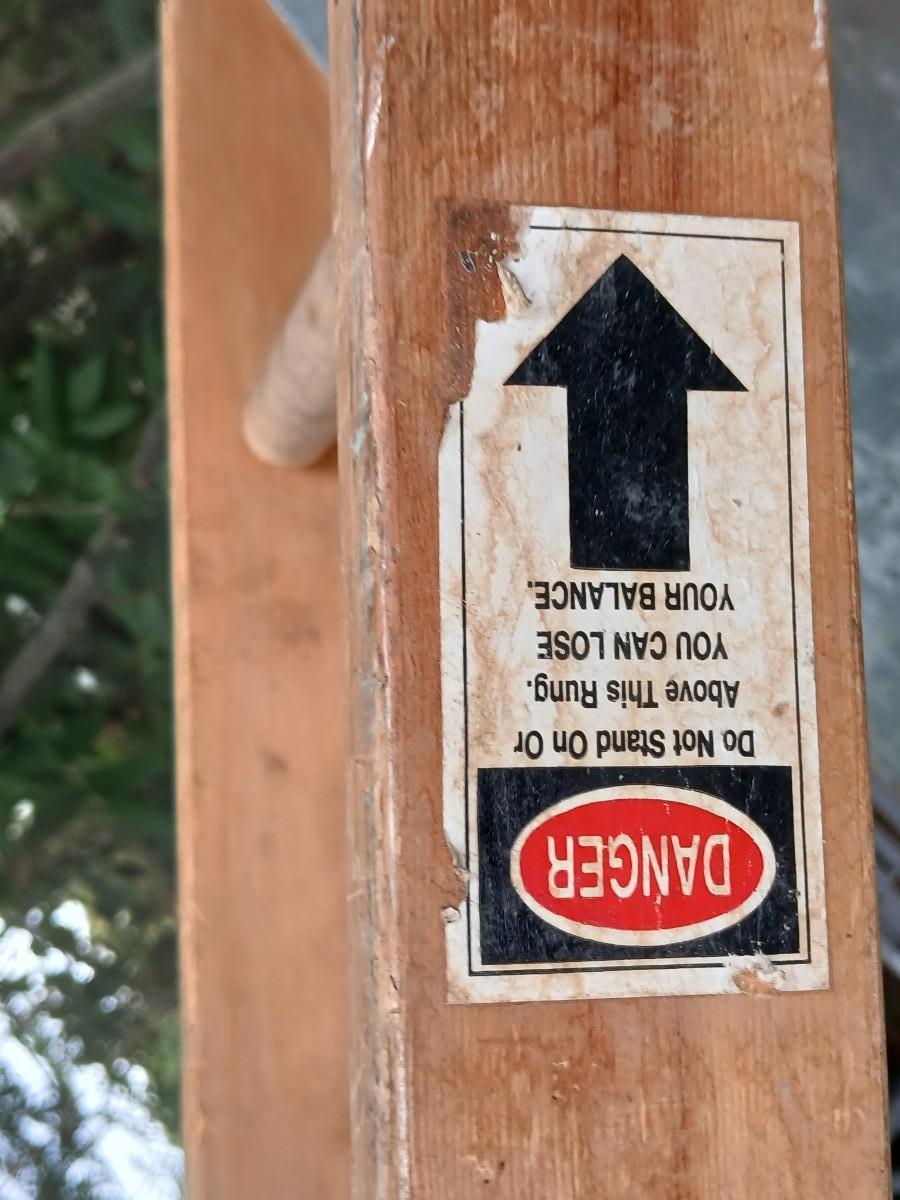 DANGER
Do Not Stand On Or
Above This Rung.
YOU CAN LOSE
YOUR BALANCE.